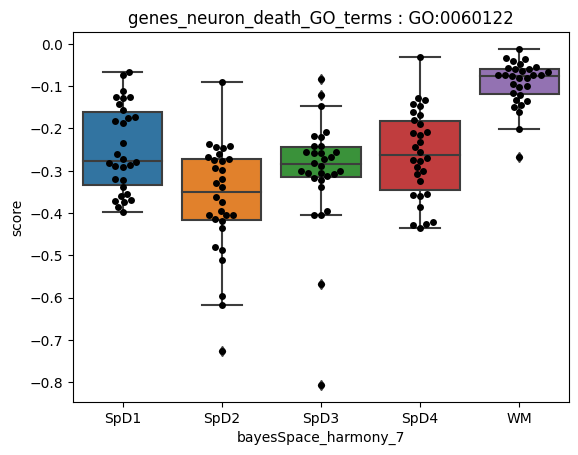 genes_neuron_death_GO_terms : GO:0060122
0.0
−0.1
−0.2
−0.3
−0.4
−0.5
−0.6
−0.7
−0.8
score
SpD1 SpD2 SpD3 SpD4 WM
bayesSpace_harmony_7